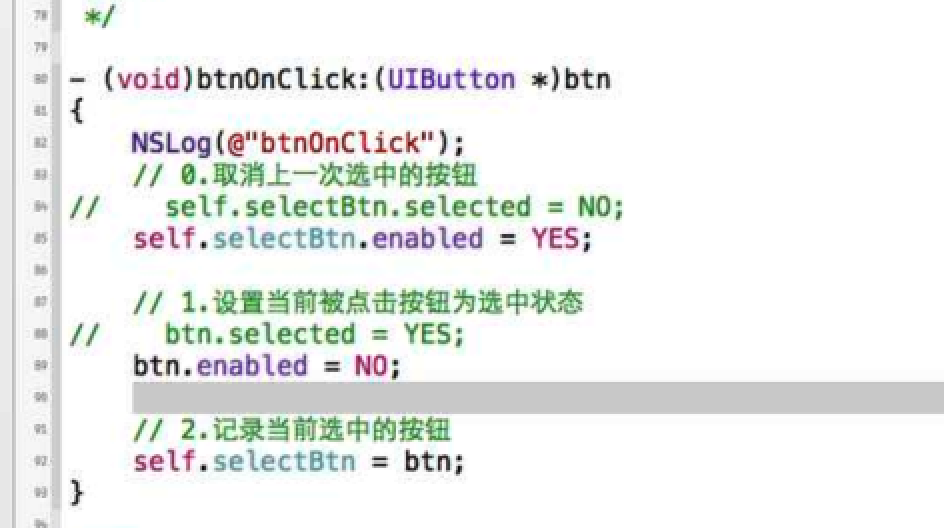 78 */
79
80 - (void)btnOnClick:(UIButton *)btn
81 {
82 NSLog(@"btnOnClick");
83 // 0.取消上一次选中的按钮
84 // self.selectBtn.selected = NO;
85 self.selectBtn.enabled = YES;
86
87 // 1.设置当前被点击按钮为选中状态
88 // btn.selected = YES;
89 btn.enabled = NO;
90
91 // 2.记录当前选中的按钮
92 self.selectBtn = btn;
93 }
94